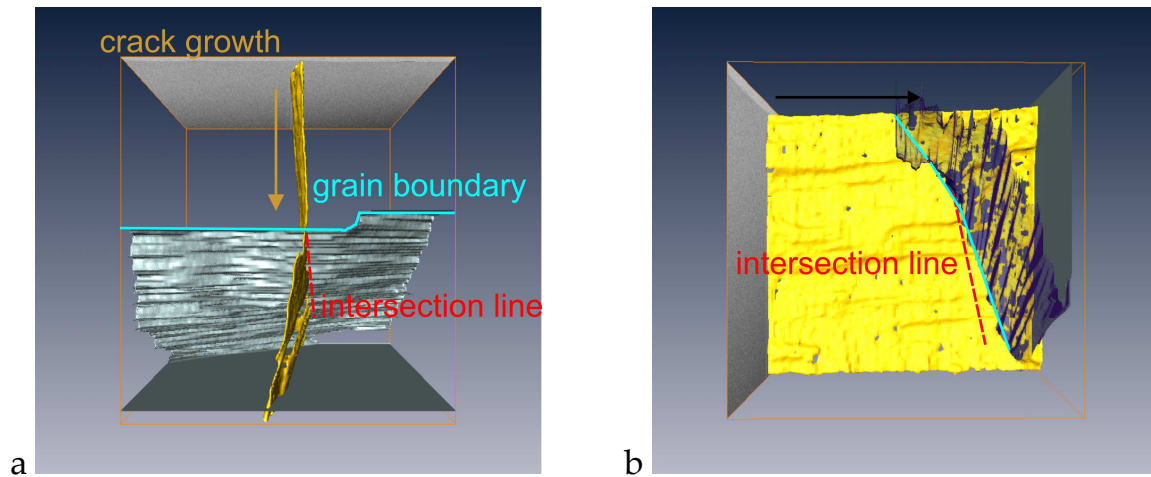 crack growth
grain boundary
intersection line
a
intersection line
b